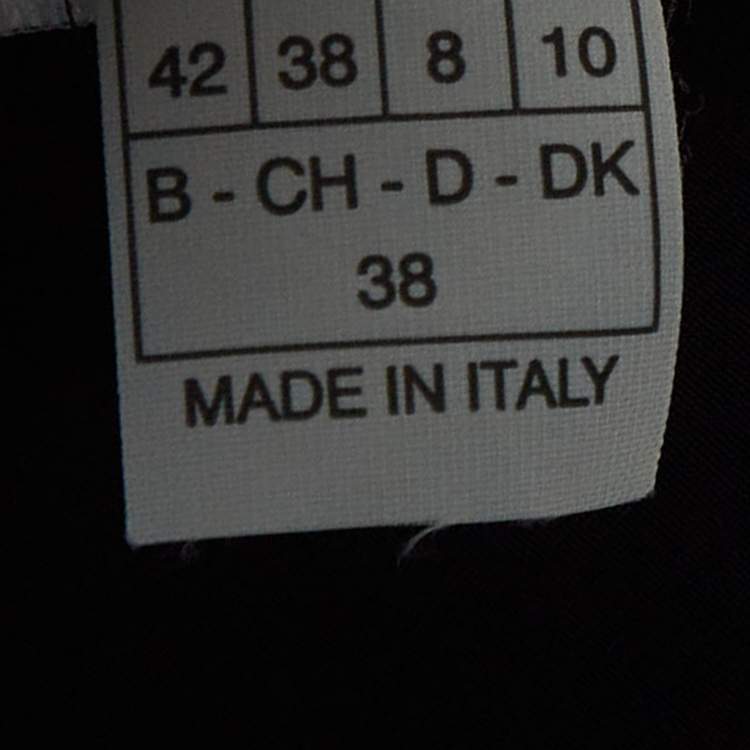 42 38 8 10
B - CH - D - DK
38
MADE IN ITALY